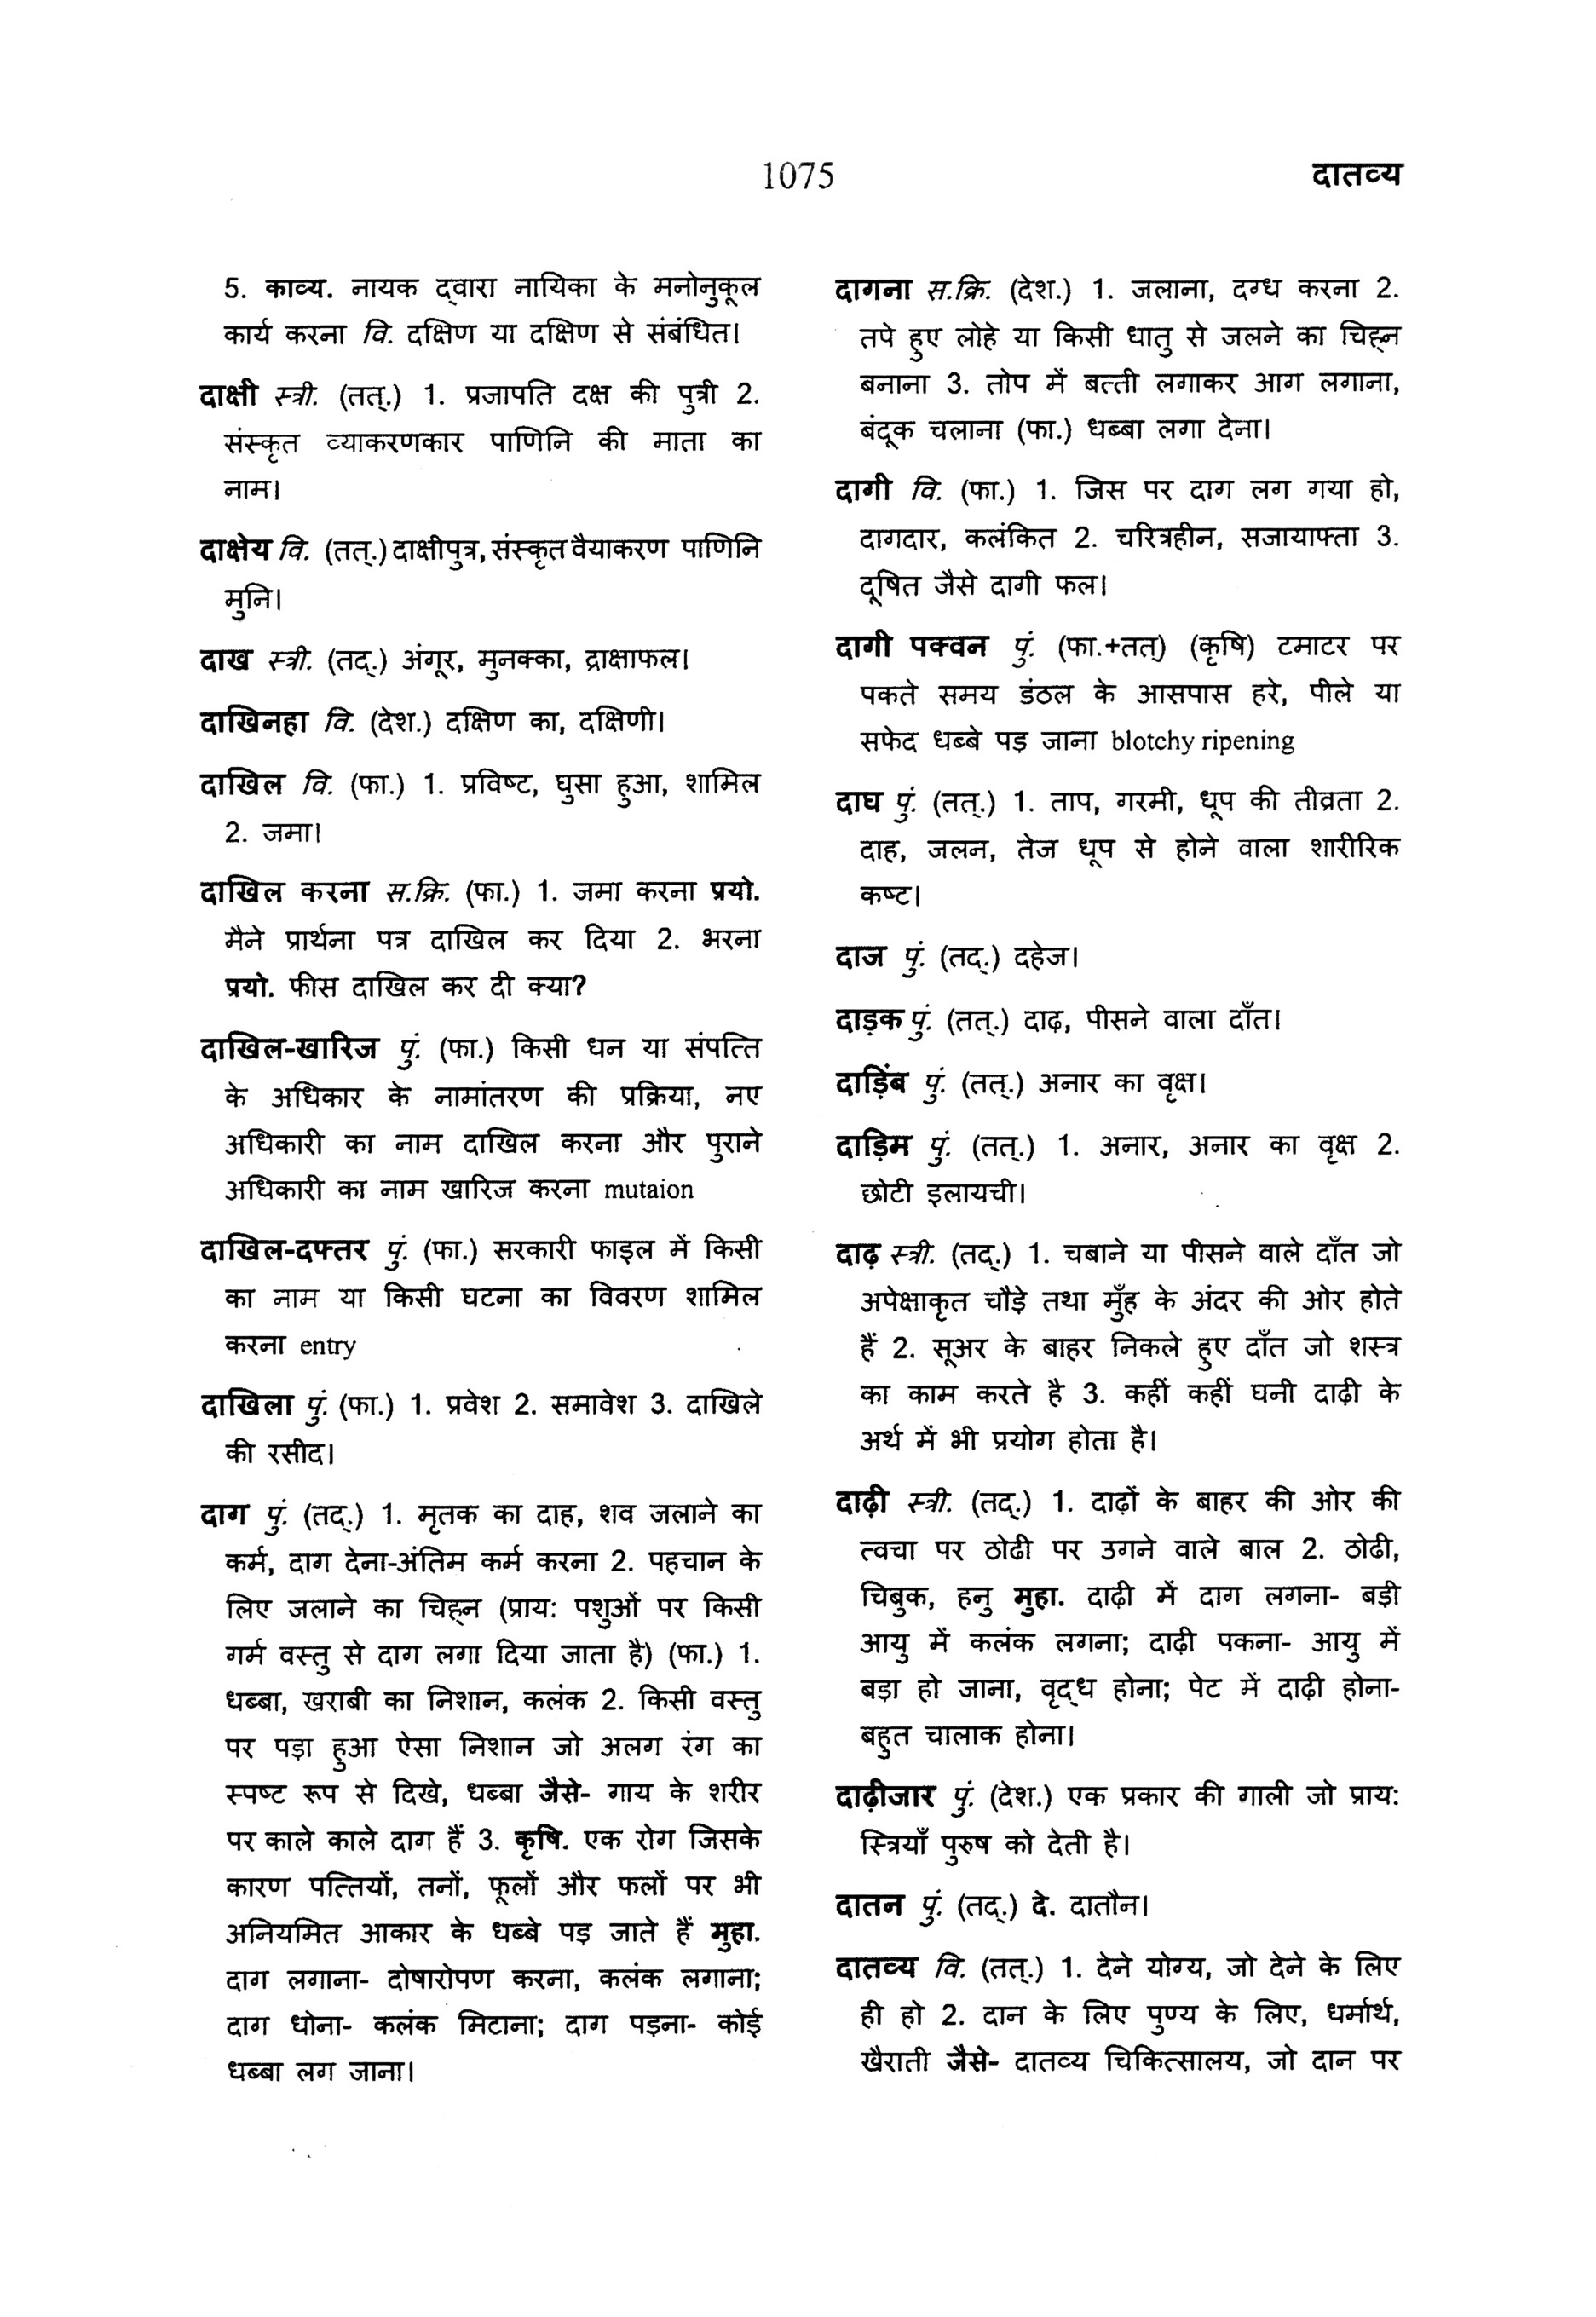 1075
दातव्य
5. काव्य. नायक द्वारा नायिका के मनोनुकूल
कार्य करना वि. दक्षिण या दक्षिण से संबंधित।
दाक्षी स्त्री. (तत्.) 1. प्रजापति दक्ष की पुत्री 2.
संस्कृत व्याकरणकार पाणिनि की माता का
नाम।
दाक्षेय वि. (तत्.) दाक्षीपुत्र, संस्कृत वैयाकरण पाणिनि
मुनि।
दाख स्त्री. (तद्.) अंगूर, मुनक्का, द्राक्षाफल।
दाखिनहा वि. (देश.) दक्षिण का, दक्षिणी।
दाखिल वि. (फा.) 1. प्रविष्ट, घुसा हुआ, शामिल
2. जमा।
दाखिल करना स.क्रि. (फा.) 1. जमा करना प्रयो.
मैने प्रार्थना पत्र दाखिल कर दिया 2. भरना
प्रयो. फीस दाखिल कर दी क्या?
दाखिल-खारिज पुं. (फा.) किसी धन या संपत्ति
के अधिकार के नामांतरण की प्रक्रिया, नए
अधिकारी का नाम दाखिल करना और पुराने
अधिकारी का नाम खारिज करना mutaion
दाखिल-दफ्तर पुं. (फा.) सरकारी फाइल में किसी
का नाम या किसी घटना का विवरण शामिल
करना entry
दाखिला पुं. (फा.) 1. प्रवेश 2. समावेश 3. दाखिले
की रसीद।
दाग पुं. (तद्.) 1. मृतक का दाह, शव जलाने का
कर्म, दाग देना-अंतिम कर्म करना 2. पहचान के
लिए जलाने का चिह्न (प्राय: पशुओं पर किसी
गर्म वस्तु से दाग लगा दिया जाता है) (फा.) 1.
धब्बा, खराबी का निशान, कलंक 2. किसी वस्तु
पर पड़ा हुआ ऐसा निशान जो अलग रंग का
स्पष्ट रूप से दिखे, धब्बा जैसे- गाय के शरीर
पर काले काले दाग हैं 3. कृषि. एक रोग जिसके
कारण पत्तियों, तनों, फूलों और फलों पर भी
अनियमित आकार के धब्बे पड़ जाते हैं मुहा.
दाग लगाना- दोषारोपण करना, कलंक लगाना;
दाग धोना- कलंक मिटाना; दाग पड़ना- कोई
धब्बा लग जाना।
दागना स.क्रि. (देश.) 1. जलाना, दग्ध करना 2.
तपे हुए लोहे या किसी धातु से जलने का चिह्न
बनाना 3. तोप में बत्ती लगाकर आग लगाना,
बंदूक चलाना (फा.) धब्बा लगा देना।
दागी वि. (फा.) 1. जिस पर दाग लग गया हो,
दागदार, कलंकित 2. चरित्रहीन, सजायाफ्ता 3.
दूषित जैसे दागी फल।
दागी पक्वन पुं. (फा.+तत्) (कृषि) टमाटर पर
पकते समय डंठल के आसपास हरे, पीले या
सफेद धब्बे पड़ जाना blotchy ripening
दाघ पुं. (तत्.) 1. ताप, गरमी, धूप की तीव्रता 2.
दाह, जलन, तेज धूप से होने वाला शारीरिक
कष्ट।
दाज पुं. (तद्.) दहेज।
दाड़क पुं. (तत्.) दाढ़, पीसने वाला दाँत।
दाड़िंब पुं. (तत्.) अनार का वृक्ष।
दाड़िम पुं. (तत्.) 1. अनार, अनार का वृक्ष 2.
छोटी इलायची।
दाढ़ स्त्री. (तद्.) 1. चबाने या पीसने वाले दाँत जो
अपेक्षाकृत चौड़े तथा मुँह के अंदर की ओर होते
हैं 2. सूअर के बाहर निकले हुए दाँत जो शस्त्र
का काम करते है 3. कहीं कहीं घनी दाढ़ी के
अर्थ में भी प्रयोग होता है।
दाढ़ी स्त्री. (तद्.) 1. दाढ़ों के बाहर की ओर की
त्वचा पर ठोढी पर उगने वाले बाल 2. ठोढी,
चिबुक, हनु मुहा. दाढ़ी में दाग लगना- बड़ी
आयु में कलंक लगना; दाढ़ी पकना- आयु में
बड़ा हो जाना, वृद्ध होना; पेट में दाढ़ी होना-
बहुत चालाक होना।
दाढ़ीजार पुं. (देश.) एक प्रकार की गाली जो प्राय:
स्त्रियाँ पुरुष को देती है।
दातन पुं. (तद्.) दे. दातौन।
दातव्य वि. (तत्.) 1. देने योग्य, जो देने के लिए
ही हो 2. दान के लिए पुण्य के लिए, धर्मार्थ,
खैराती जैसे- दातव्य चिकित्सालय, जो दान पर